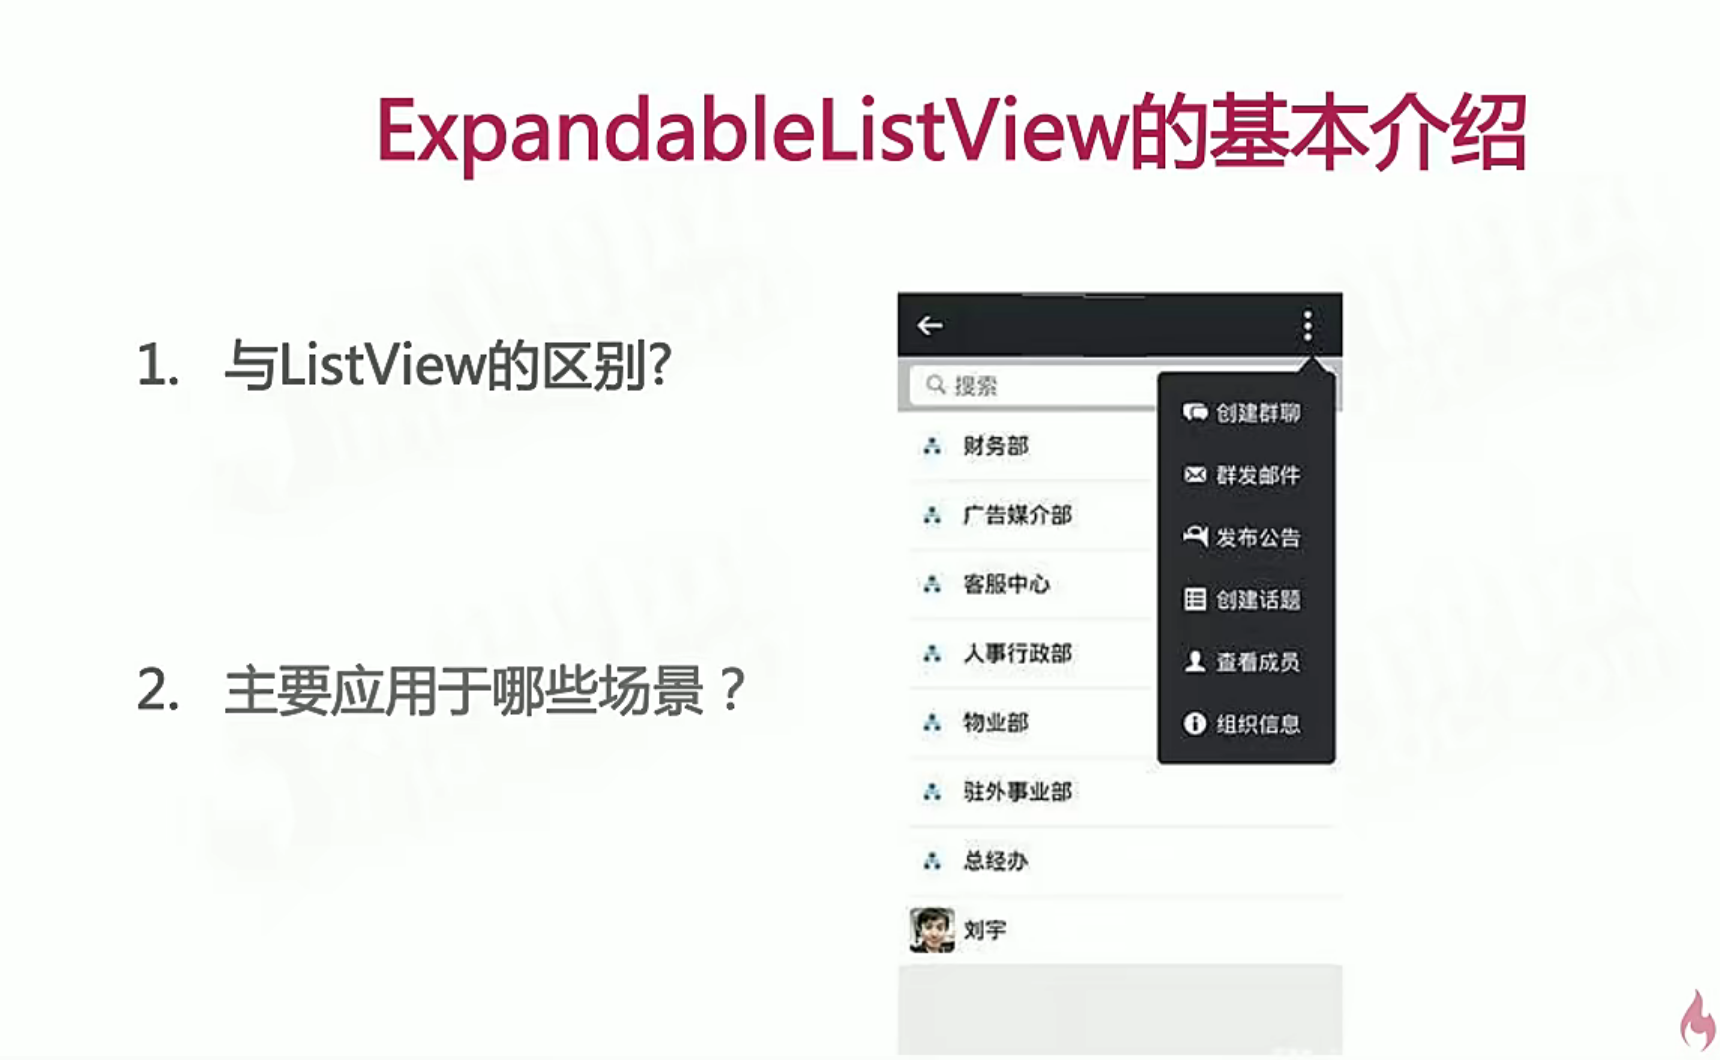 ExpandableListView的基本介绍
1. 与ListView的区别?
2. 主要应用于哪些场景？
搜索
财务部
广告媒介部
客服中心
人事行政部
物业部
驻外事业部
总经办
刘宇
创建群聊
群发邮件
发布公告
创建话题
查看成员
组织信息